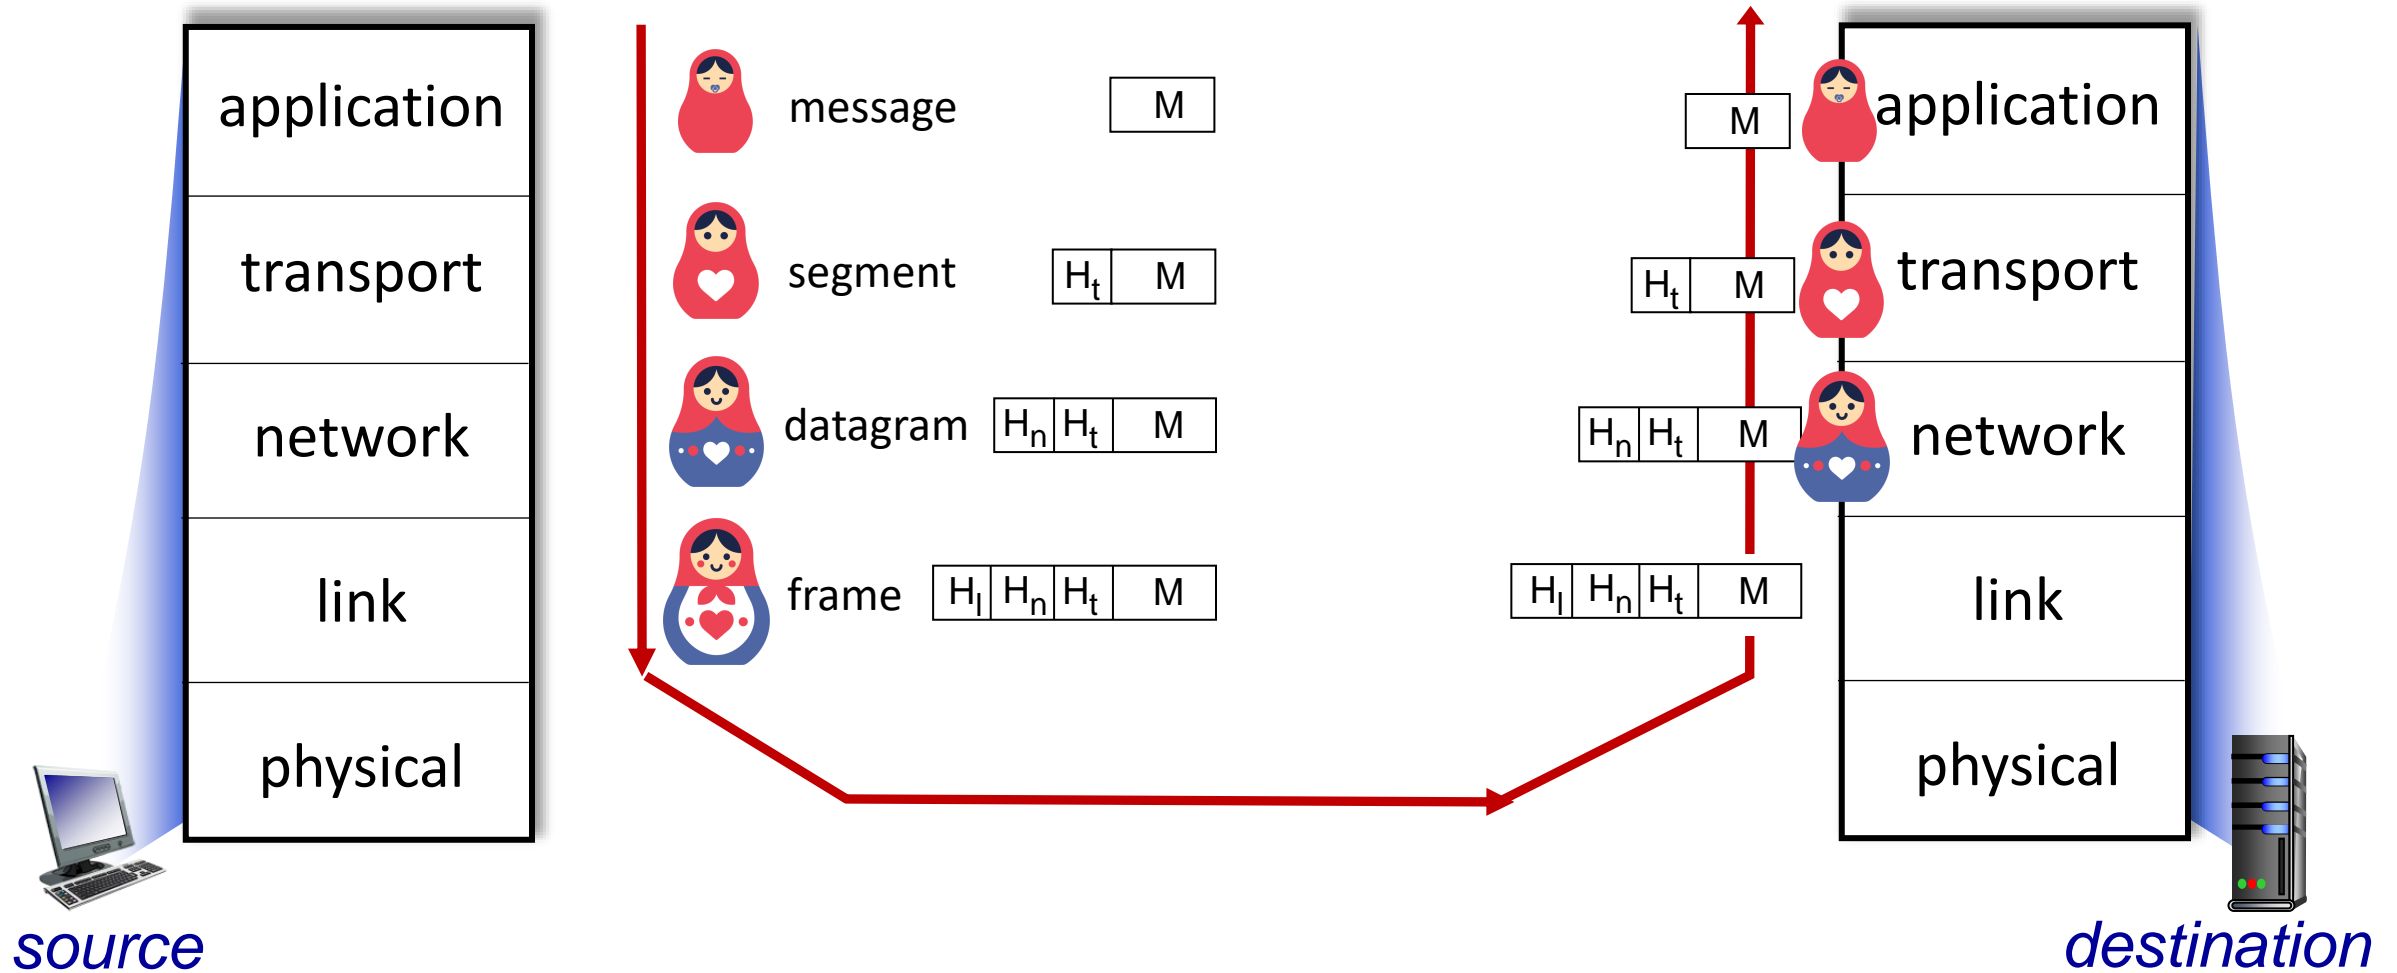 application
transport
network
link
physical
source
message M
segment Ht M
datagram Hn Ht M
frame Hl Hn Ht M
M
Ht M
Hn Ht M
Hl Hn Ht M
application
transport
network
link
physical
destination